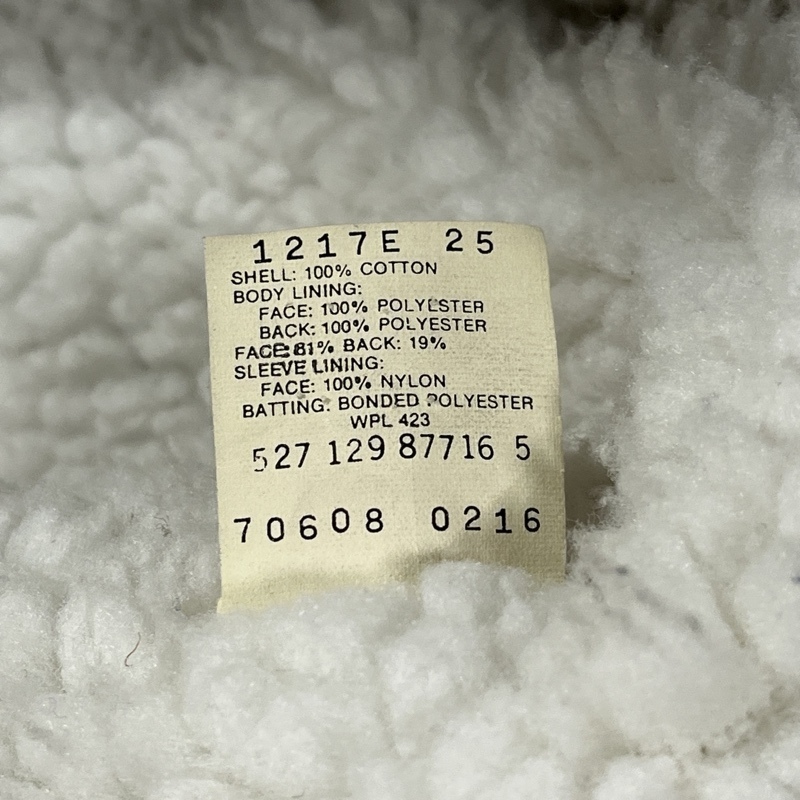 1217E 25
SHELL: 100% COTTON
BODY LINING:
FACE: 100% POLYESTER
BACK: 100% POLYESTER
FACE: 81% BACK: 19%
SLEEVE LINING:
FACE: 100% NYLON
BATTING: BONDED POLYESTER
WPL 423
527 129 87716 5
70608 0216